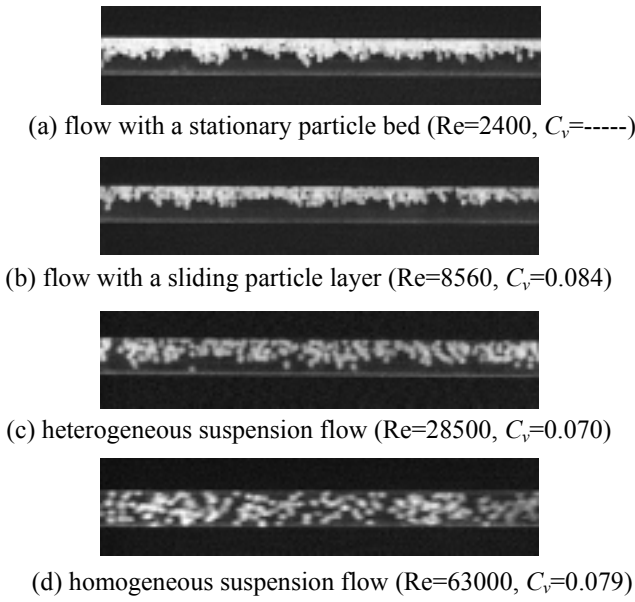 (a) flow with a stationary particle bed (Re=2400, Cv=-----)
(b) flow with a sliding particle layer (Re=8560, Cv=0.084)
(c) heterogeneous suspension flow (Re=28500, Cv=0.070)
(d) homogeneous suspension flow (Re=63000, Cv=0.079)